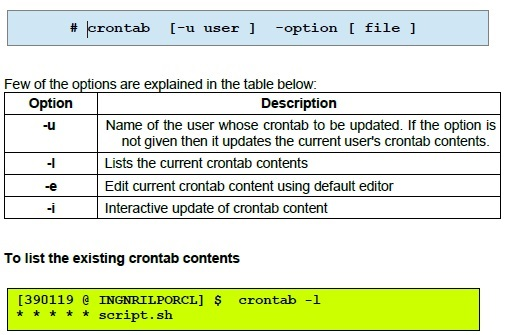 # crontab [-u user ] -option [ file ]
Few of the options are explained in the table below:
Option Description
-u Name of the user whose crontab to be updated. If the option is
not given then it updates the current user's crontab contents.
-l Lists the current crontab contents
-e Edit current crontab content using default editor
-i Interactive update of crontab content
To list the existing crontab contents
[390119 @ INGNRILPORCL] $ crontab -l
* * * * * script.sh